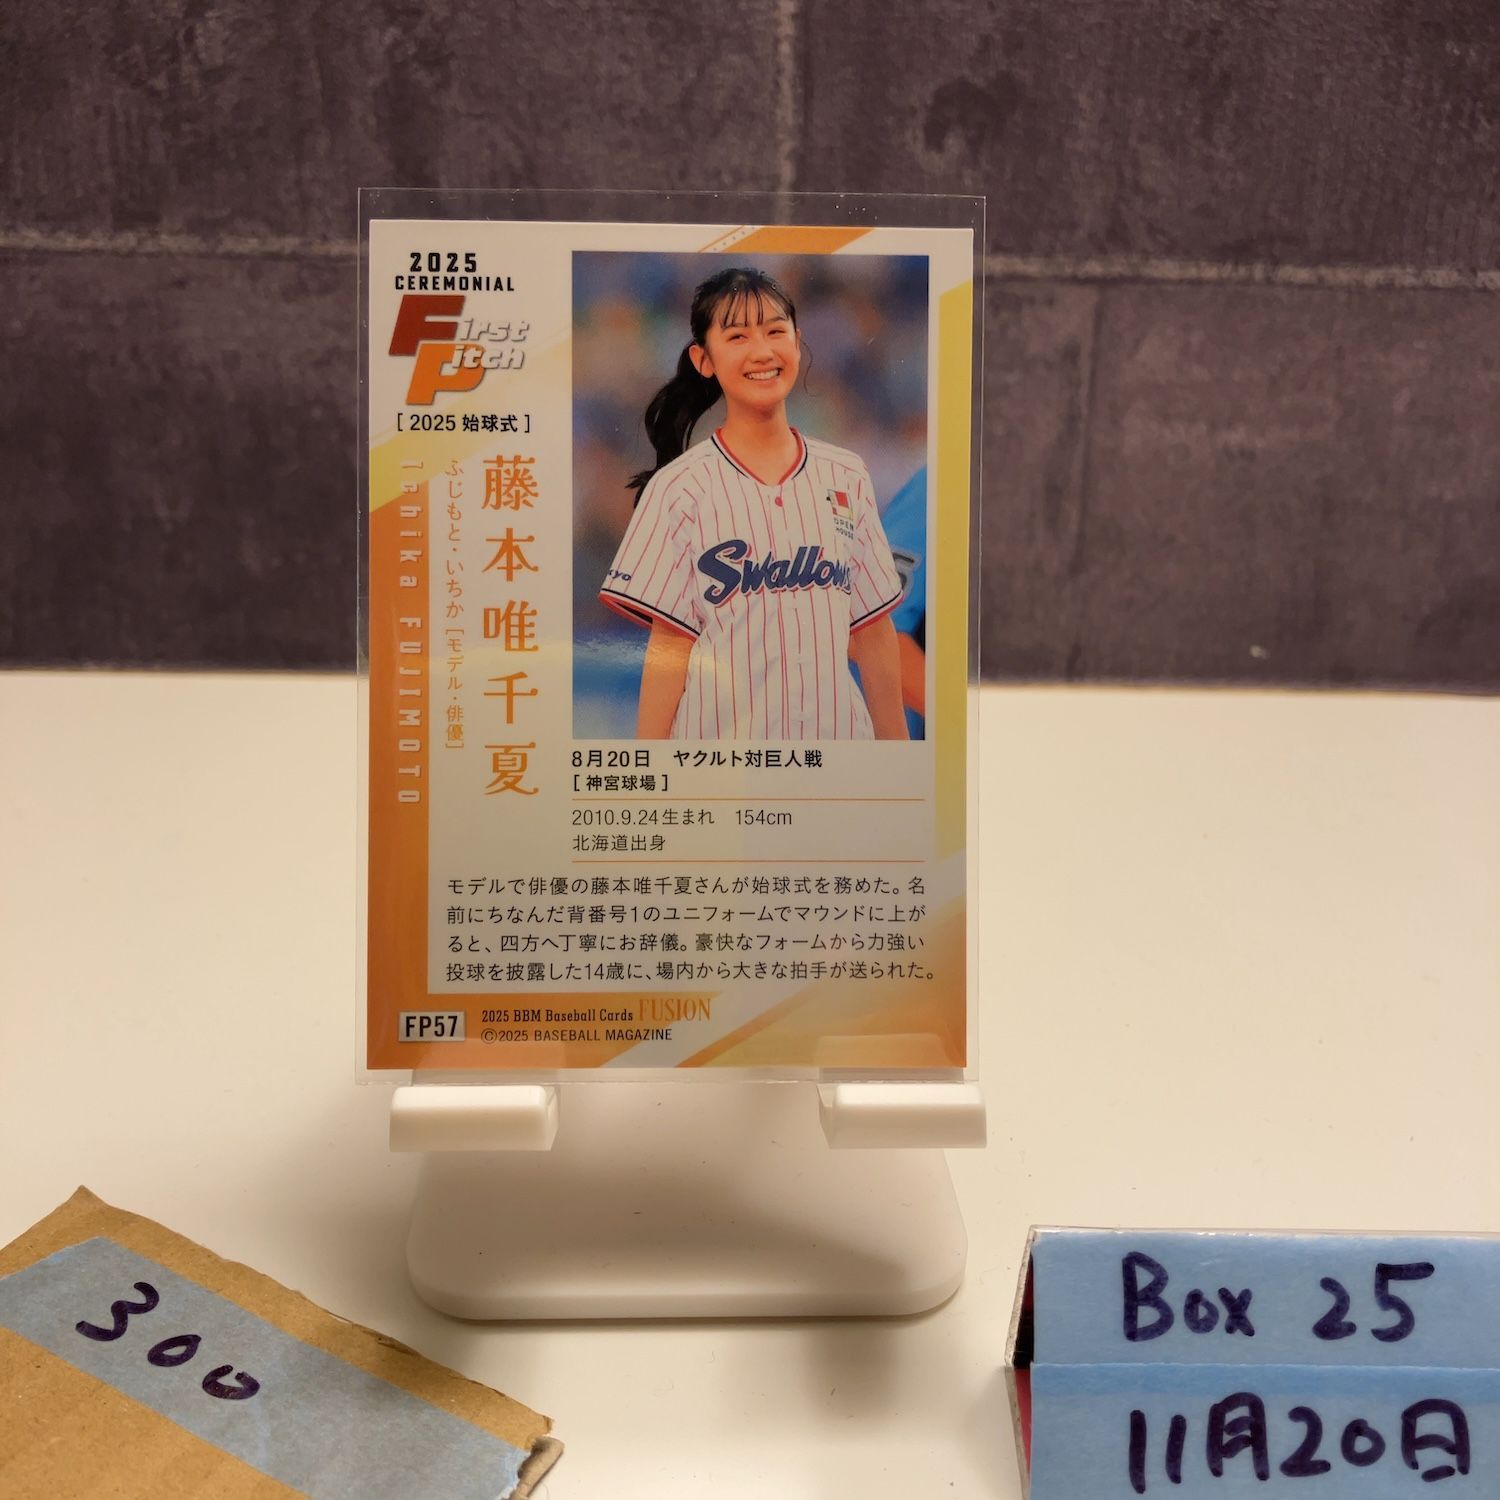 2025
CEREMONIAL
First
Pitch
[ 2025 始球式 ]
藤本唯千夏
ふじもと・いちか [モデル・俳優]
Ichika FUJIMOTO
OPEN
HOUSE
Swallows
8月20日　ヤクルト対巨人戦
[ 神宮球場 ]
2010.9.24生まれ　154cm
北海道出身
モデルで俳優の藤本唯千夏さんが始球式を務めた。名
前にちなんだ背番号1のユニフォームでマウンドに上が
ると、四方へ丁寧にお辞儀。豪快なフォームから力強い
投球を披露した14歳に、場内から大きな拍手が送られた。
FP57
2025 BBM Baseball Cards FUSION
©2025 BASEBALL MAGAZINE
300
Box 25
11月20日